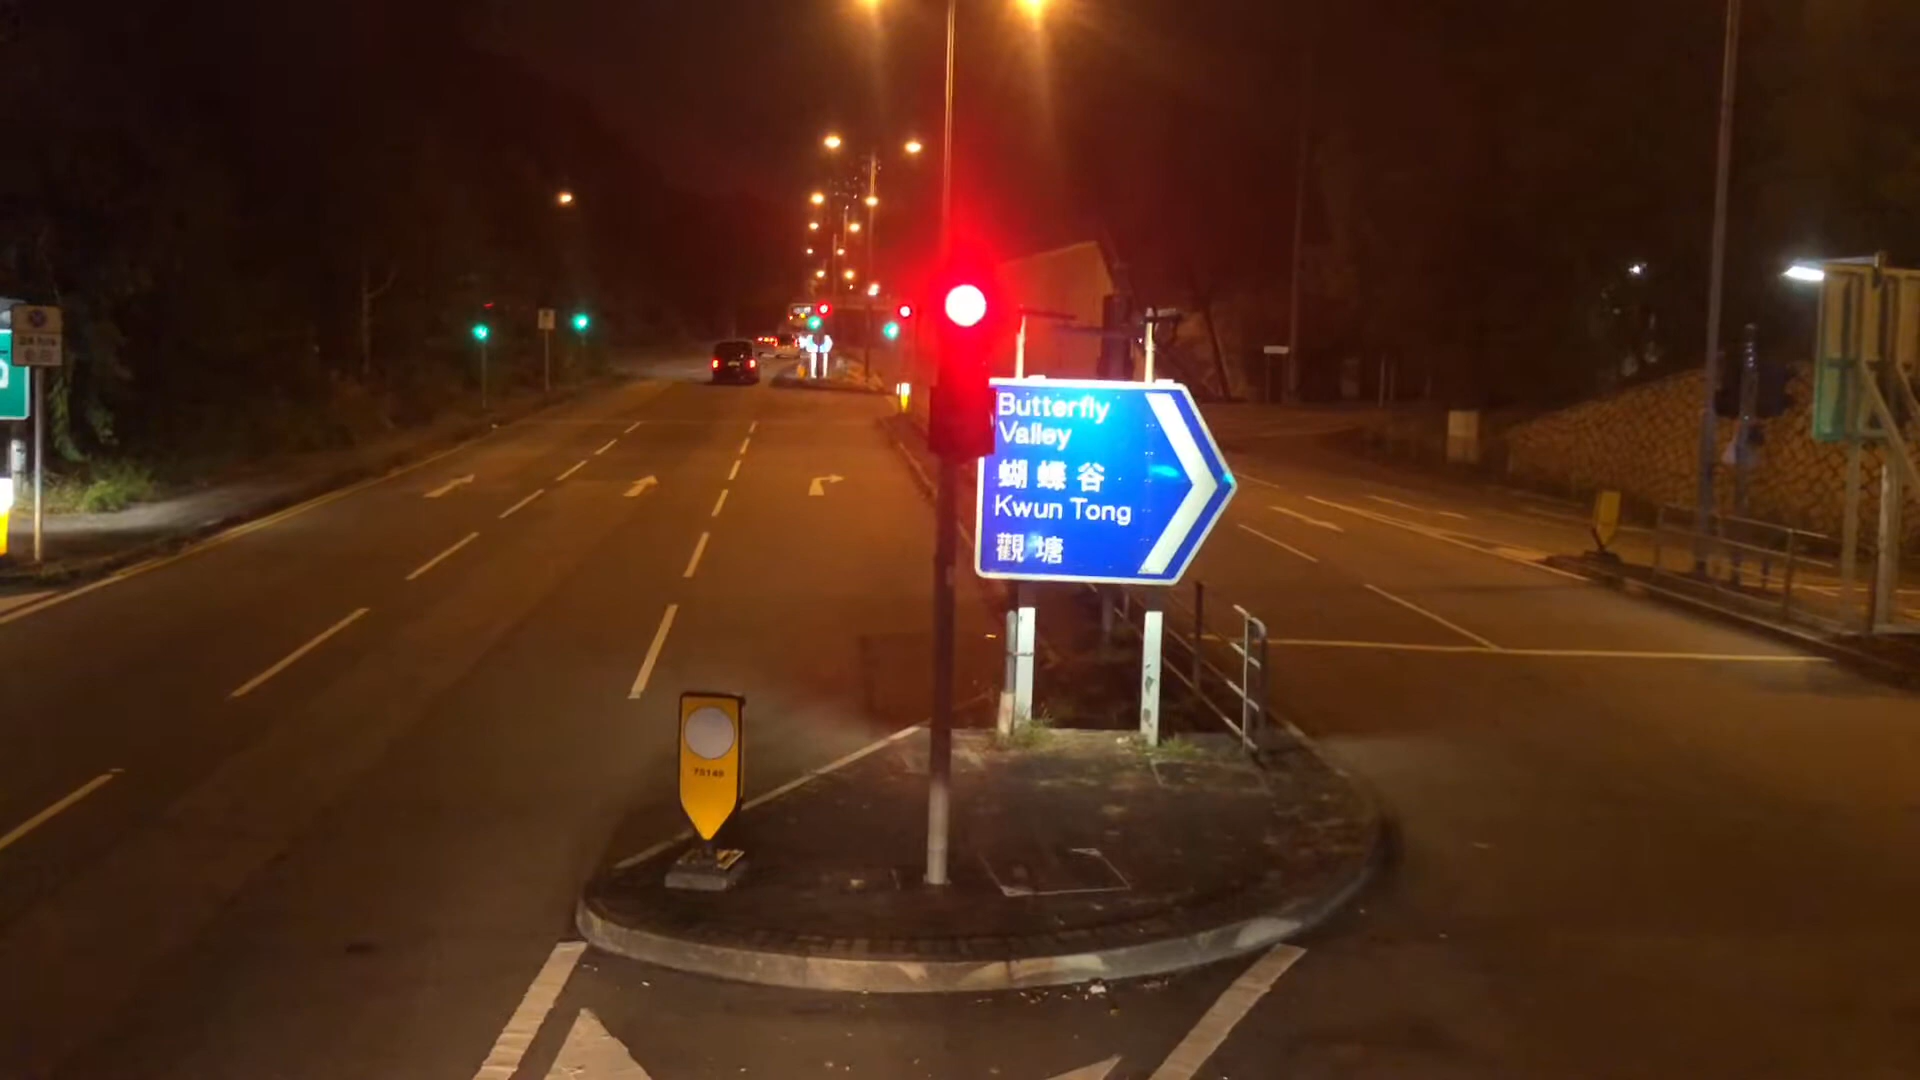 Butterfly
Valley
蝴蝶谷
Kwun Tong
觀塘